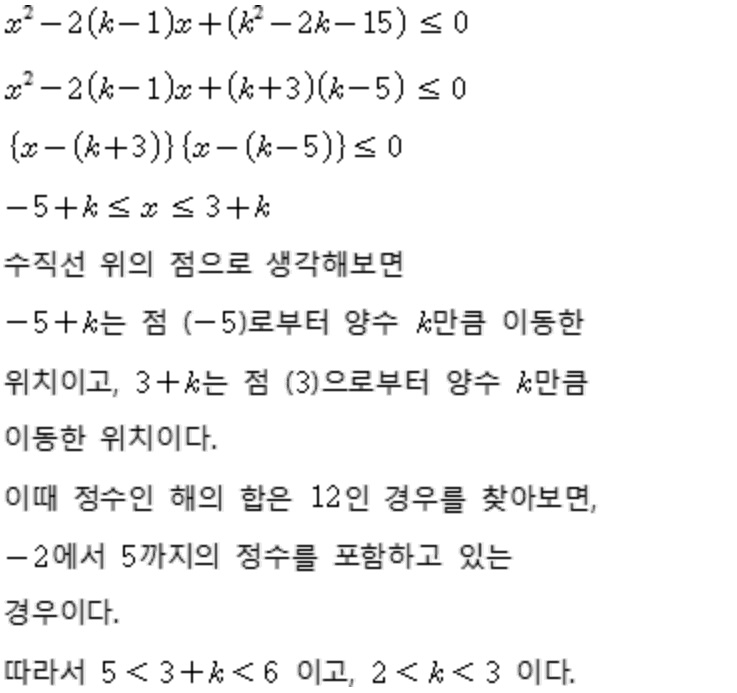 x² − 2(k−1)x + (k² − 2k − 15) ≤ 0
x² − 2(k−1)x + (k+3)(k−5) ≤ 0
{x − (k+3)}{x − (k−5)} ≤ 0
−5+k ≤ x ≤ 3+k
수직선 위의 점으로 생각해보면
−5+k는 점 (−5)로부터 양수 k만큼 이동한
위치이고, 3+k는 점 (3)으로부터 양수 k만큼
이동한 위치이다.
이때 정수인 해의 합은 12인 경우를 찾아보면,
−2에서 5까지의 정수를 포함하고 있는
경우이다.
따라서 5 < 3+k < 6 이고, 2 < k < 3 이다.